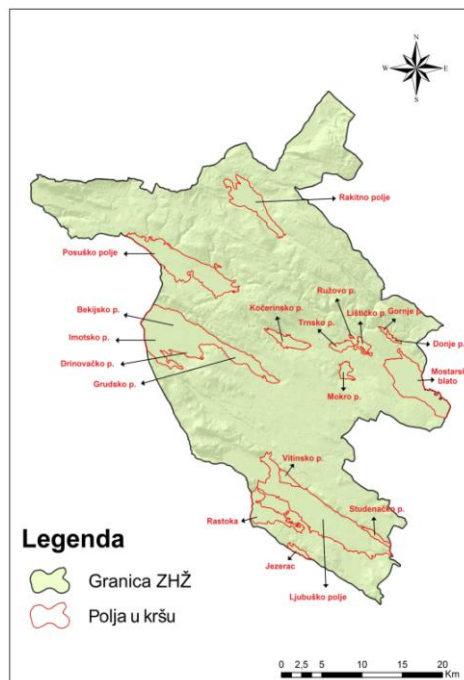 N
W E
S
Rakitno polje
Posuško polje
Ružovo p.
Kočerinsko p.
Trnsko p.
Lištičko p.
Gornje p.
Bekijsko p.
Imotsko p.
Drinovačko p.
Grudsko p.
Donje p.
Mostarsko
blato
Mokro p.
Vitinsko p.
Studenačko p.
Rastoka
Jezerac
Ljubuško polje
Legenda
Granica ZHŽ
Polja u kršu
0 2,5 5 10 15 20
Km